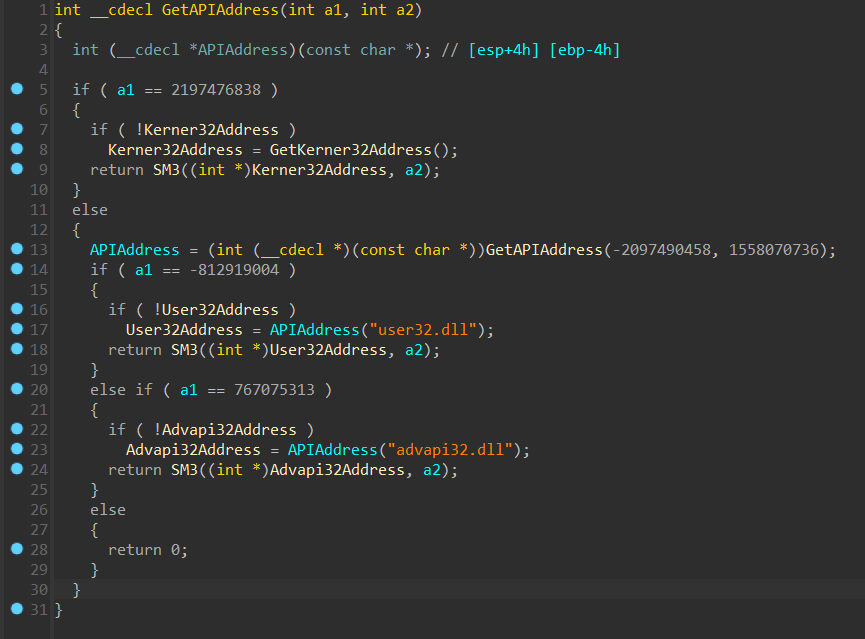 1 int __cdecl GetAPIAddress(int a1, int a2)
2 {
3   int (__cdecl *APIAddress)(const char *); // [esp+4h] [ebp-4h]
4
5   if ( a1 == 2197476838 )
6   {
7     if ( !Kerner32Address )
8       Kerner32Address = GetKerner32Address();
9     return SM3((int *)Kerner32Address, a2);
10   }
11   else
12   {
13     APIAddress = (int (__cdecl *)(const char *))GetAPIAddress(-2097490458, 1558070736);
14     if ( a1 == -812919004 )
15     {
16       if ( !User32Address )
17         User32Address = APIAddress("user32.dll");
18       return SM3((int *)User32Address, a2);
19     }
20     else if ( a1 == 767075313 )
21     {
22       if ( !Advapi32Address )
23         Advapi32Address = APIAddress("advapi32.dll");
24       return SM3((int *)Advapi32Address, a2);
25     }
26     else
27     {
28       return 0;
29     }
30   }
31 }